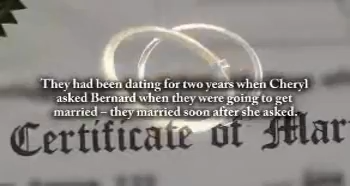 They had been dating for two years when Cheryl
asked Bernard when they were going to get
married – they married soon after she asked.
Certificate of Mar